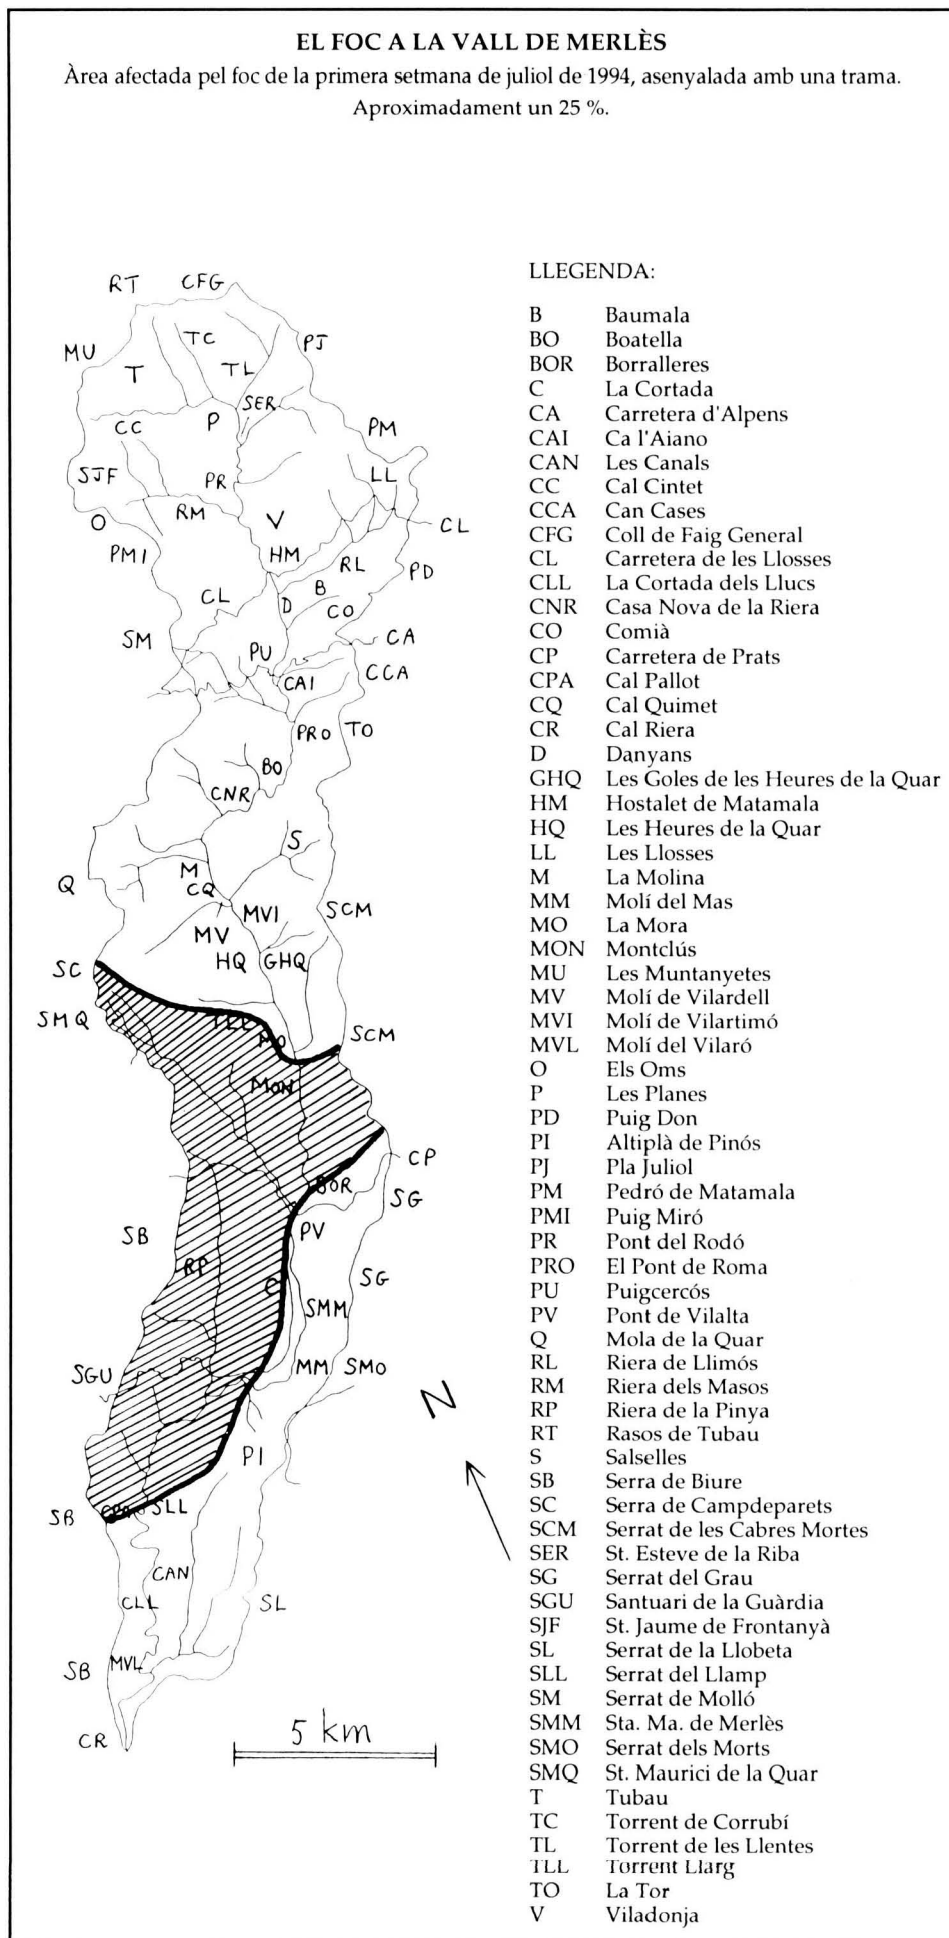 EL FOC A LA VALL DE MERLÈS
Àrea afectada pel foc de la primera setmana de juliol de 1994, asenyalada amb una trama.
Aproximadament un 25 %.
LLEGENDA:
B Baumala
BO Boatella
BOR Borralleres
C La Cortada
CA Carretera d'Alpens
CAI Ca l'Aiano
CAN Les Canals
CC Cal Cintet
CCA Can Cases
CFG Coll de Faig General
CL Carretera de les Llosses
CLL La Cortada dels Llucs
CNR Casa Nova de la Riera
CO Comià
CP Carretera de Prats
CPA Cal Pallot
CQ Cal Quimet
CR Cal Riera
D Danyans
GHQ Les Goles de les Heures de la Quar
HM Hostalet de Matamala
HQ Les Heures de la Quar
LL Les Llosses
M La Molina
MM Molí del Mas
MO La Mora
MON Montclús
MU Les Muntanyetes
MV Molí de Vilardell
MVI Molí de Vilartimó
MVL Molí del Vilaró
O Els Oms
P Les Planes
PD Puig Don
PI Altiplà de Pinós
PJ Pla Juliol
PM Pedró de Matamala
PMI Puig Miró
PR Pont del Rodó
PRO El Pont de Roma
PU Puigcercós
PV Pont de Vilalta
Q Mola de la Quar
RL Riera de Llimós
RM Riera dels Masos
RP Riera de la Pinya
RT Rasos de Tubau
S Salselles
SB Serra de Biure
SC Serra de Campdeparets
SCM Serrat de les Cabres Mortes
SER St. Esteve de la Riba
SG Serrat del Grau
SGU Santuari de la Guàrdia
SJF St. Jaume de Frontanyà
SL Serrat de la Llobeta
SLL Serrat del Llamp
SM Serrat de Molló
SMM Sta. Ma. de Merlès
SMO Serrat dels Morts
SMQ St. Maurici de la Quar
T Tubau
TC Torrent de Corrubí
TL Torrent de les Llentes
TLL Torrent Llarg
TO La Tor
V Viladonja
RT CFG
MU TC PJ
T TL
SER
CC P PM
SJF PR LL
O RM V CL
PMI HM RL PD
CL B
D CO
SM PU CA
CAI CCA
PRO TO
BO
CNR
S
Q M
CQ
MVI SCM
MV
HQ GHQ
SC
SMQ TLL
MO SCM
MON
CP
BOR SG
SB PV
RP SG
C
SMM
SGU MM SMO
N
PI
SB CPA SLL
CAN
CLL SL
SB MVL
CR
5 km